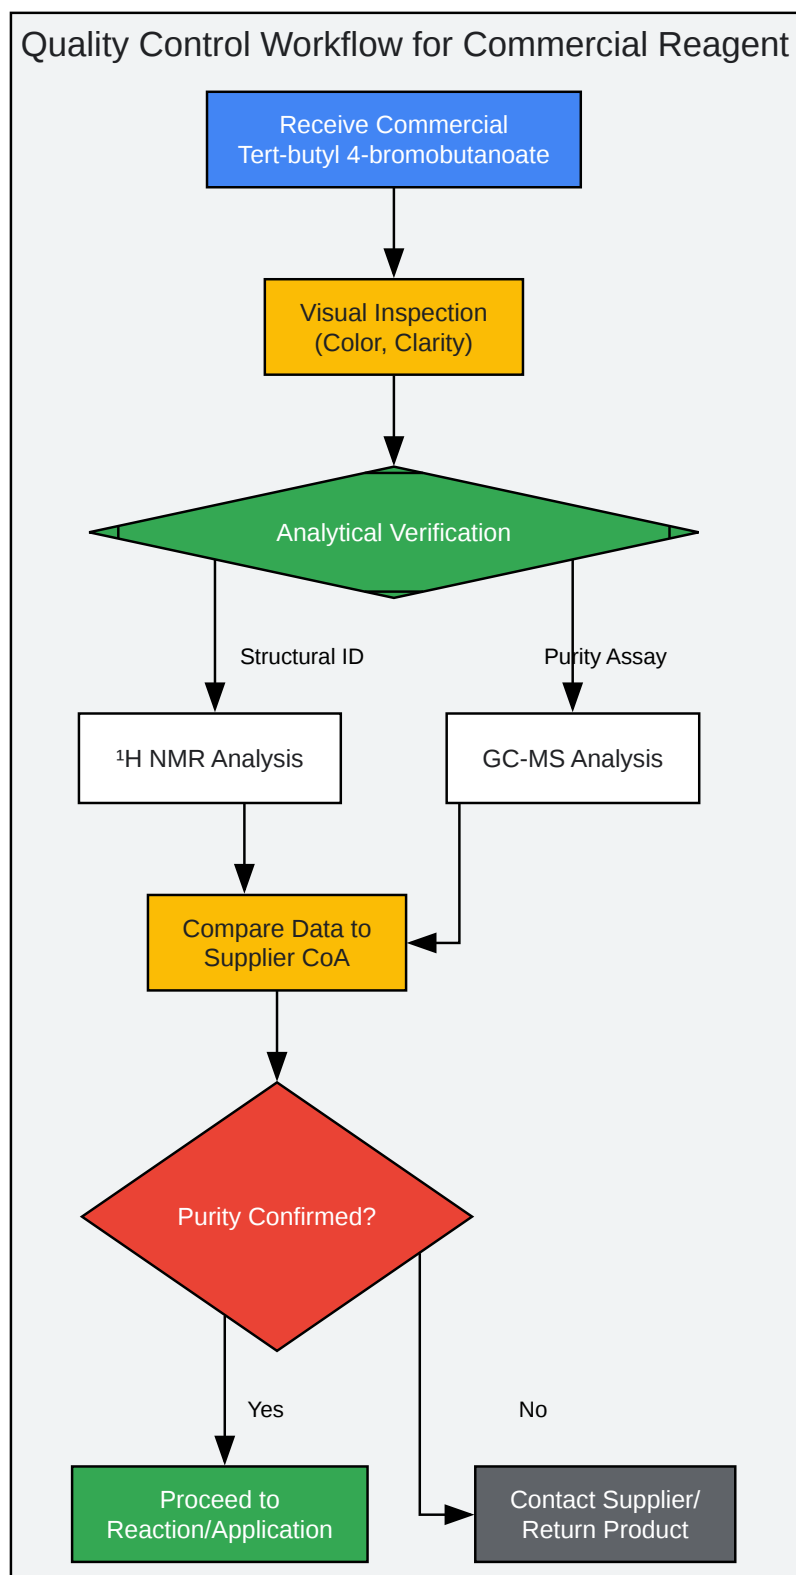 Quality Control Workflow for Commercial Reagent
Receive Commercial
Tert-butyl 4-bromobutanoate
Visual Inspection
(Color, Clarity)
Analytical Verification
Structural ID
Purity Assay
¹H NMR Analysis
GC-MS Analysis
Compare Data to
Supplier CoA
Purity Confirmed?
Yes
No
Proceed to
Reaction/Application
Contact Supplier/
Return Product